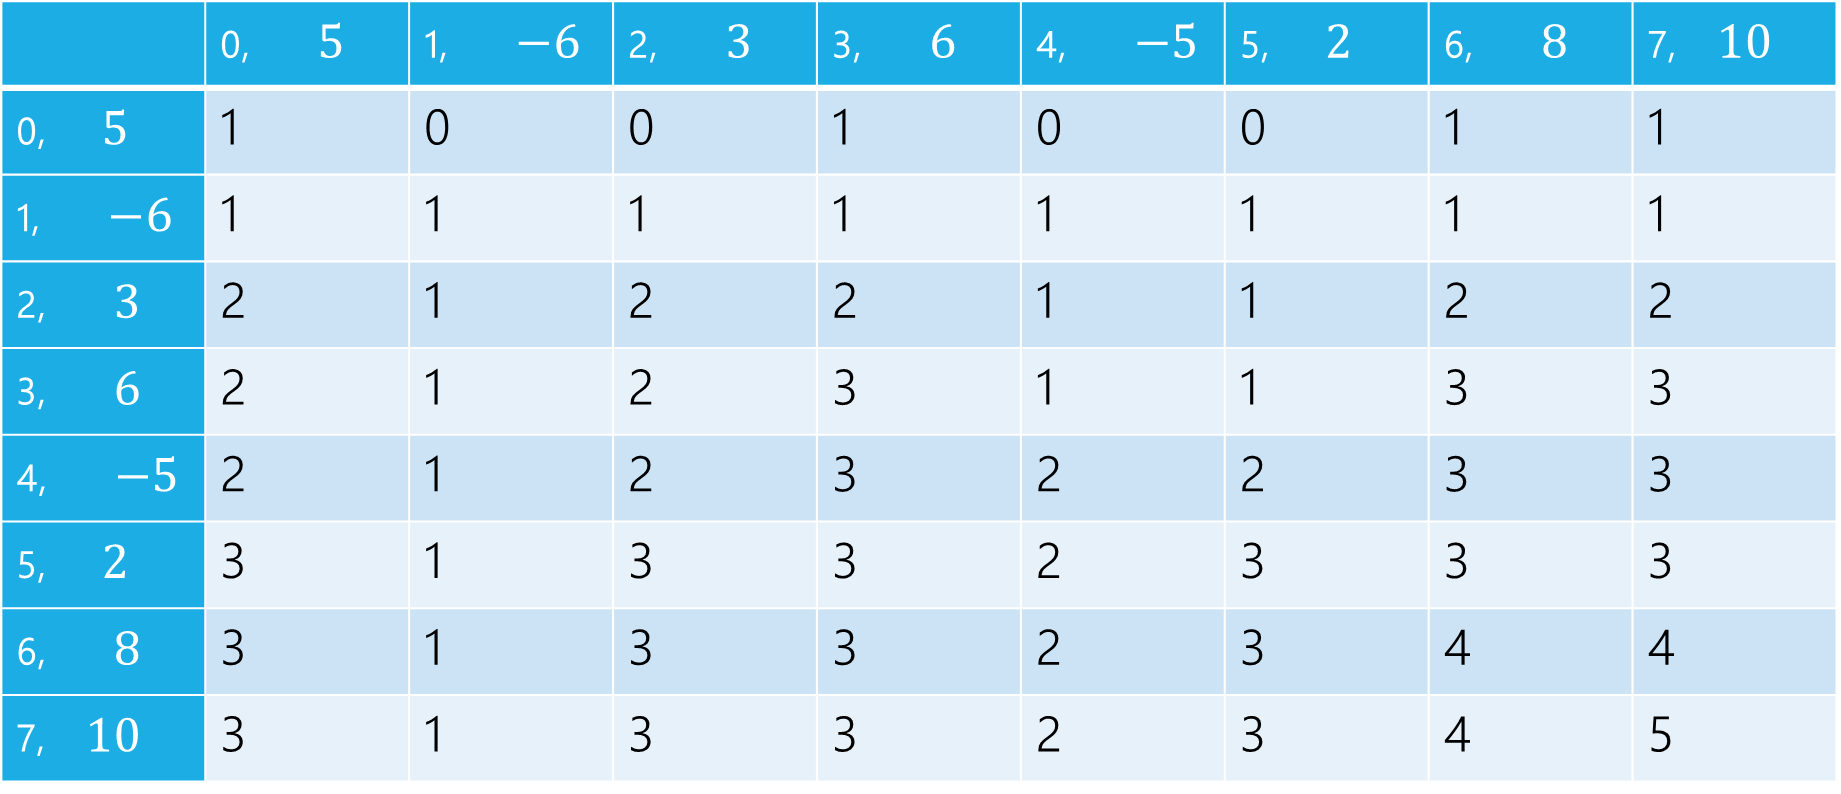 0, 5 1, −6 2, 3 3, 6 4, −5 5, 2 6, 8 7, 10
0, 5 1 0 0 1 0 0 1 1
1, −6 1 1 1 1 1 1 1 1
2, 3 2 1 2 2 1 1 2 2
3, 6 2 1 2 3 1 1 3 3
4, −5 2 1 2 3 2 2 3 3
5, 2 3 1 3 3 2 3 3 3
6, 8 3 1 3 3 2 3 4 4
7, 10 3 1 3 3 2 3 4 5